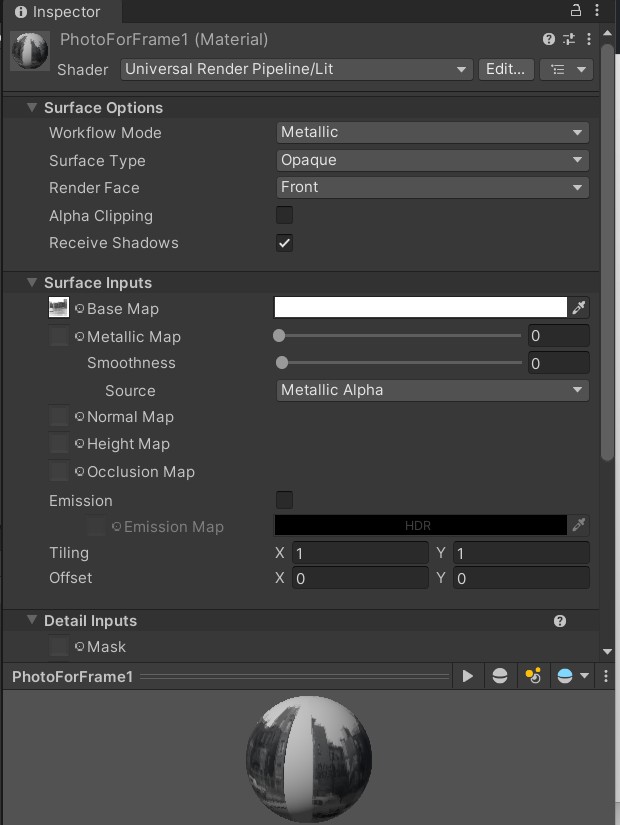 Inspector
PhotoForFrame1 (Material)
Shader Universal Render Pipeline/Lit Edit...
Surface Options
Workflow Mode Metallic
Surface Type Opaque
Render Face Front
Alpha Clipping
Receive Shadows
Surface Inputs
Base Map
Metallic Map 0
Smoothness 0
Source Metallic Alpha
Normal Map
Height Map
Occlusion Map
Emission
Emission Map HDR
Tiling X 1 Y 1
Offset X 0 Y 0
Detail Inputs
Mask
PhotoForFrame1